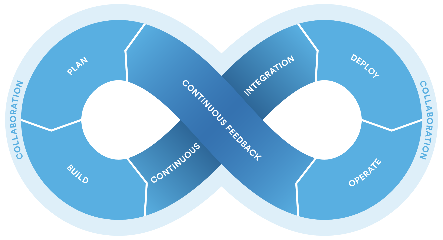 COLLABORATION
PLAN
BUILD
CONTINUOUS
INTEGRATION
CONTINUOUS FEEDBACK
DEPLOY
OPERATE
COLLABORATION